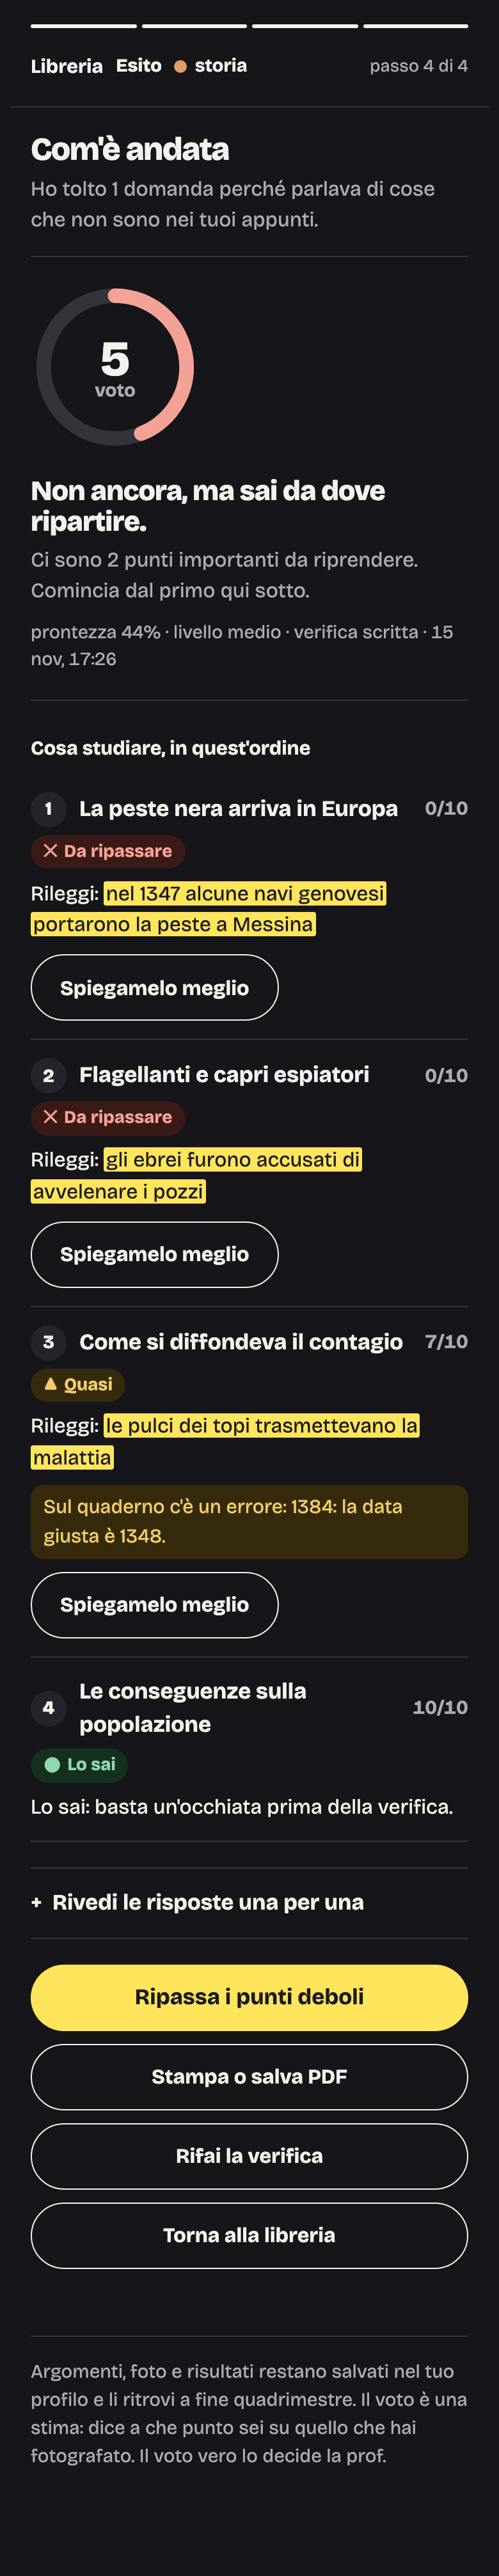 Libreria Esito storia passo 4 di 4
Com'è andata
Ho tolto 1 domanda perché parlava di cose
che non sono nei tuoi appunti.
5
voto
Non ancora, ma sai da dove
ripartire.
Ci sono 2 punti importanti da riprendere.
Comincia dal primo qui sotto.
prontezza 44% · livello medio · verifica scritta · 15
nov, 17:26
Cosa studiare, in quest'ordine
1 La peste nera arriva in Europa 0/10
Da ripassare
Rileggi: nel 1347 alcune navi genovesi
portarono la peste a Messina
Spiegamelo meglio
2 Flagellanti e capri espiatori 0/10
Da ripassare
Rileggi: gli ebrei furono accusati di
avvelenare i pozzi
Spiegamelo meglio
3 Come si diffondeva il contagio 7/10
Quasi
Rileggi: le pulci dei topi trasmettevano la
malattia
Sul quaderno c'è un errore: 1384: la data
giusta è 1348.
Spiegamelo meglio
4 Le conseguenze sulla
popolazione 10/10
Lo sai
Lo sai: basta un'occhiata prima della verifica.
+ Rivedi le risposte una per una
Ripassa i punti deboli
Stampa o salva PDF
Rifai la verifica
Torna alla libreria
Argomenti, foto e risultati restano salvati nel tuo
profilo e li ritrovi a fine quadrimestre. Il voto è una
stima: dice a che punto sei su quello che hai
fotografato. Il voto vero lo decide la prof.